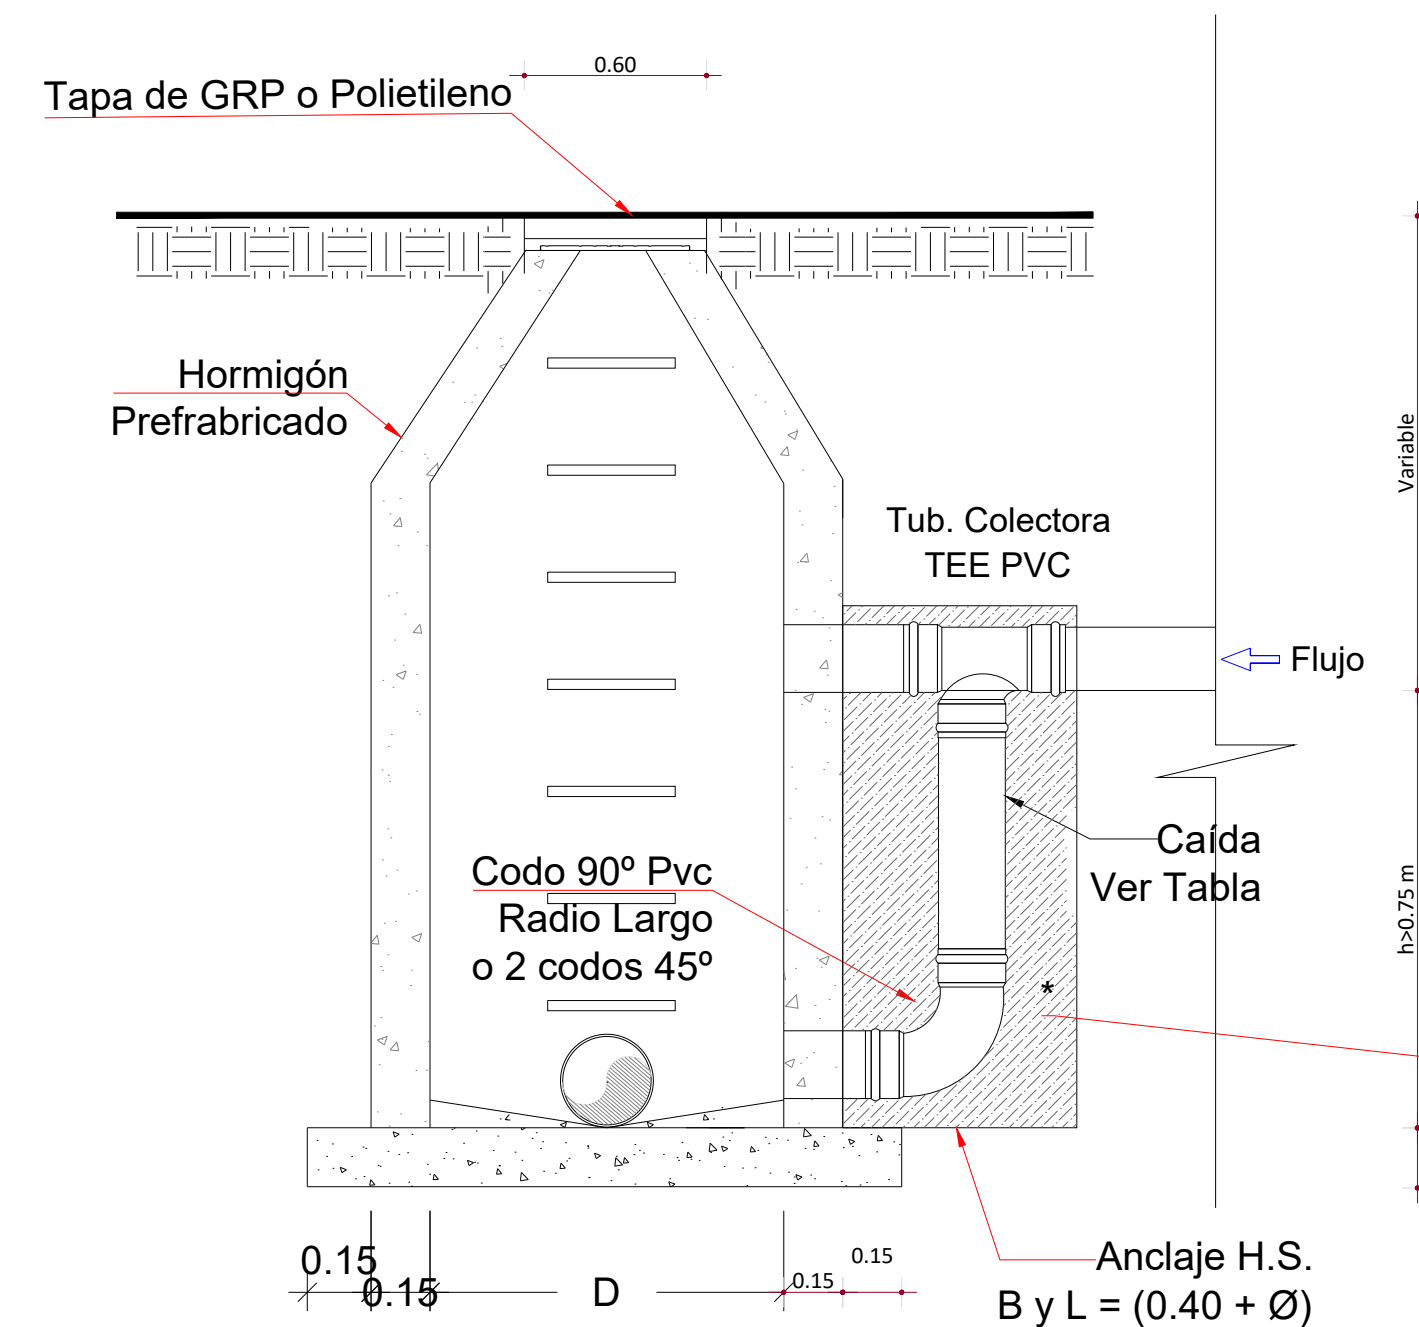 0.60
Tapa de GRP o Polietileno
Hormigón
Prefrabricado
Variable
Tub. Colectora
TEE PVC
Flujo
Caída
Ver Tabla
Codo 90º Pvc
Radio Largo
o 2 codos 45º
h>0.75 m
*
0.15
0.15
D
0.15
0.15
Anclaje H.S.
B y L = (0.40 + Ø)